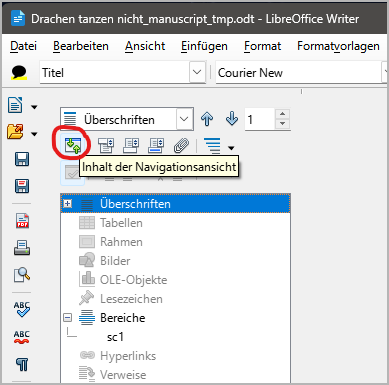 Drachen tanzen nicht_manuscript_tmp.odt - LibreOffice Writer
Datei Bearbeiten Ansicht Einfügen Format Formatvorlagen
Titel Courier New
Überschriften 1
Inhalt der Navigationsansicht
Überschriften
Tabellen
Rahmen
Bilder
OLE-Objekte
Lesezeichen
Bereiche
sc1
Hyperlinks
Verweise